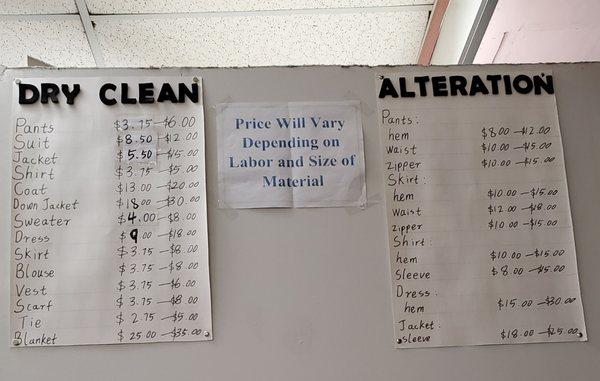 DRY CLEAN
Pants $3.75-$6.00
Suit $8.50-$12.00
Jacket $5.50-$15.00
Shirt $3.75-$5.00
Coat $13.00-$20.00
Down Jacket $18.00-$30.00
Sweater $4.00-$8.00
Dress $9.00-$18.00
Skirt $3.75-$8.00
Blouse $3.75-$8.00
Vest $3.75-$6.00
Scarf $3.75-$8.00
Tie $2.75-$5.00
Blanket $25.00-$35.00
Price Will Vary
Depending on
Labor and Size of
Material
ALTERATION
Pants:
hem $8.00-$12.00
waist $10.00-$15.00
zipper $10.00-$15.00
Skirt:
hem $10.00-$15.00
waist $12.00-$18.00
zipper $10.00-$15.00
Shirt:
hem $10.00-$15.00
Sleeve $8.00-$15.00
Dress:
hem $15.00-$30.00
Jacket:
sleeve $18.00-$25.00